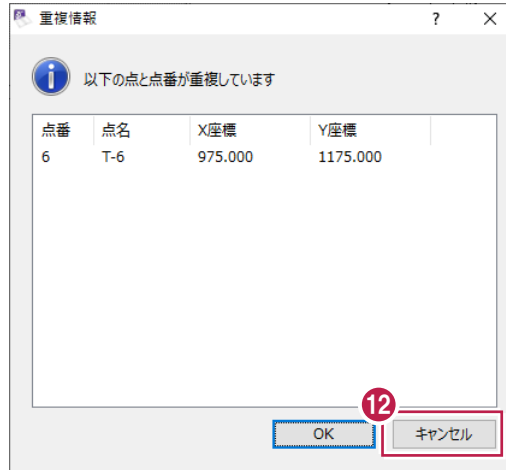 重複情報 ? ×
以下の点と点番が重複しています
点番 点名 X座標 Y座標
6 T-6 975.000 1175.000
12
OK キャンセル